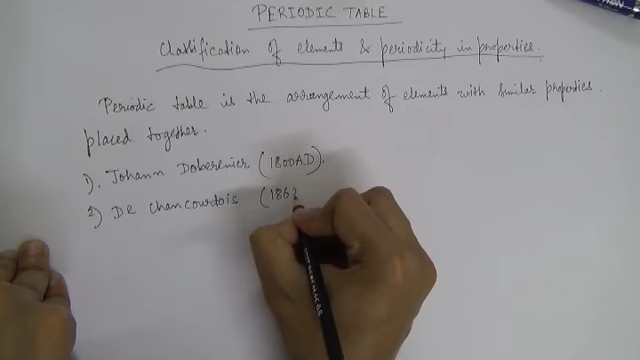 PERIODIC TABLE
Classification of elements & periodicity in properties.
Periodic table is the arrangement of elements with similar properties.
placed together.
1). Johann Doberenier (1800AD).
2) De Chancourtois (1862